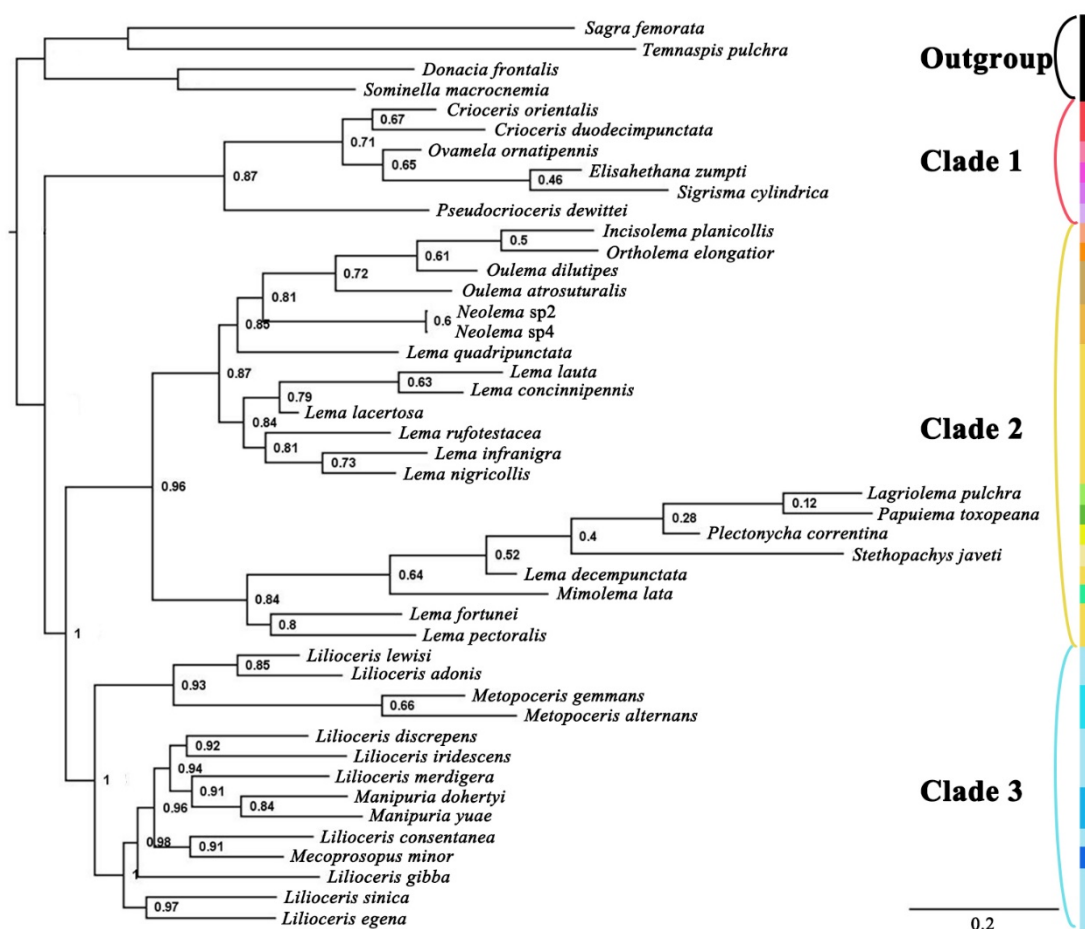 Sagra femorata
Temnaspis pulchra
Outgroup
Donacia frontalis
Sominella macrocnemia
Crioceris orientalis
0.67
Crioceris duodecimpunctata
0.71
Ovamela ornatipennis
Clade 1
0.65
Elisahethana zumpti
0.87
0.46
Sigrisma cylindrica
Pseudocrioceris dewittei
Incisolema planicollis
0.5
Ortholema elongatior
0.61
Oulema dilutipes
0.72
Oulema atrosuturalis
0.81
Neolema sp2
0.6
0.85
Neolema sp4
Lema quadripunctata
0.87
Lema lauta
0.63
Lema concinnipennis
0.79
Lema lacertosa
0.84
Clade 2
Lema rufotestacea
0.81
Lema infranigra
0.73
Lema nigricollis
0.96
Lagriolema pulchra
0.12
Papuiema toxopeana
0.28
Plectonycha correntina
0.4
Stethopachys javeti
0.52
Lema decempunctata
0.64
Mimolema lata
0.84
Lema fortunei
0.8
Lema pectoralis
1
Lilioceris lewisi
0.85
Lilioceris adonis
0.93
Metopoceris gemmans
0.66
Metopoceris alternans
Lilioceris discrepens
0.92
Lilioceris iridescens
0.94
Lilioceris merdigera
1
0.91
Clade 3
Manipuria dohertyi
0.96
0.84
Manipuria yuae
Lilioceris consentanea
0.98
0.91
Mecoprosopus minor
1
Lilioceris gibba
Lilioceris sinica
0.97
Lilioceris egena
0.2